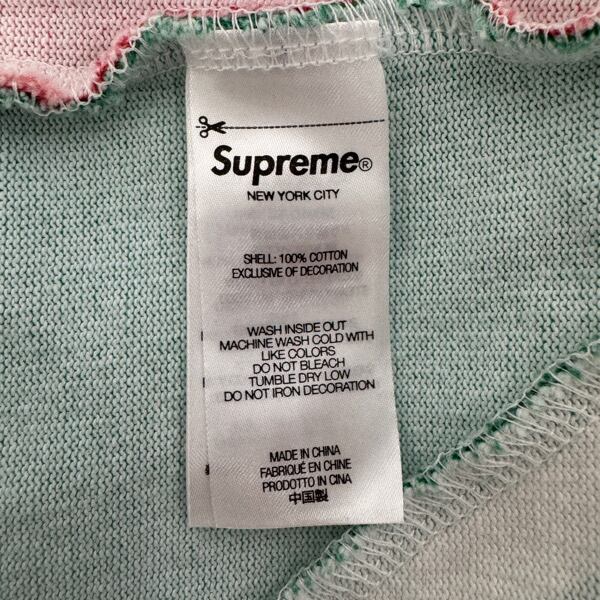 Supreme®
NEW YORK CITY
SHELL: 100% COTTON
EXCLUSIVE OF DECORATION
WASH INSIDE OUT
MACHINE WASH COLD WITH
LIKE COLORS
DO NOT BLEACH
TUMBLE DRY LOW
DO NOT IRON DECORATION
MADE IN CHINA
FABRIQUÉ EN CHINE
PRODOTTO IN CINA
中国製